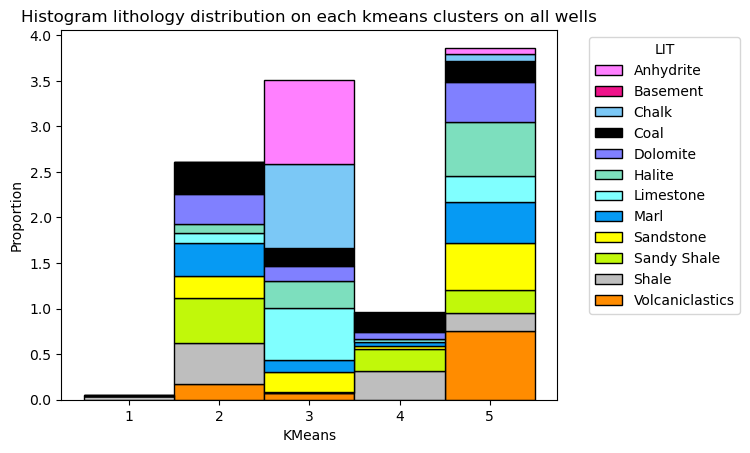 Histogram lithology distribution on each kmeans clusters on all wells
4.0
3.5
3.0
2.5
2.0
1.5
1.0
0.5
0.0
Proportion
1 2 3 4 5
KMeans
LIT
Anhydrite
Basement
Chalk
Coal
Dolomite
Halite
Limestone
Marl
Sandstone
Sandy Shale
Shale
Volcaniclastics